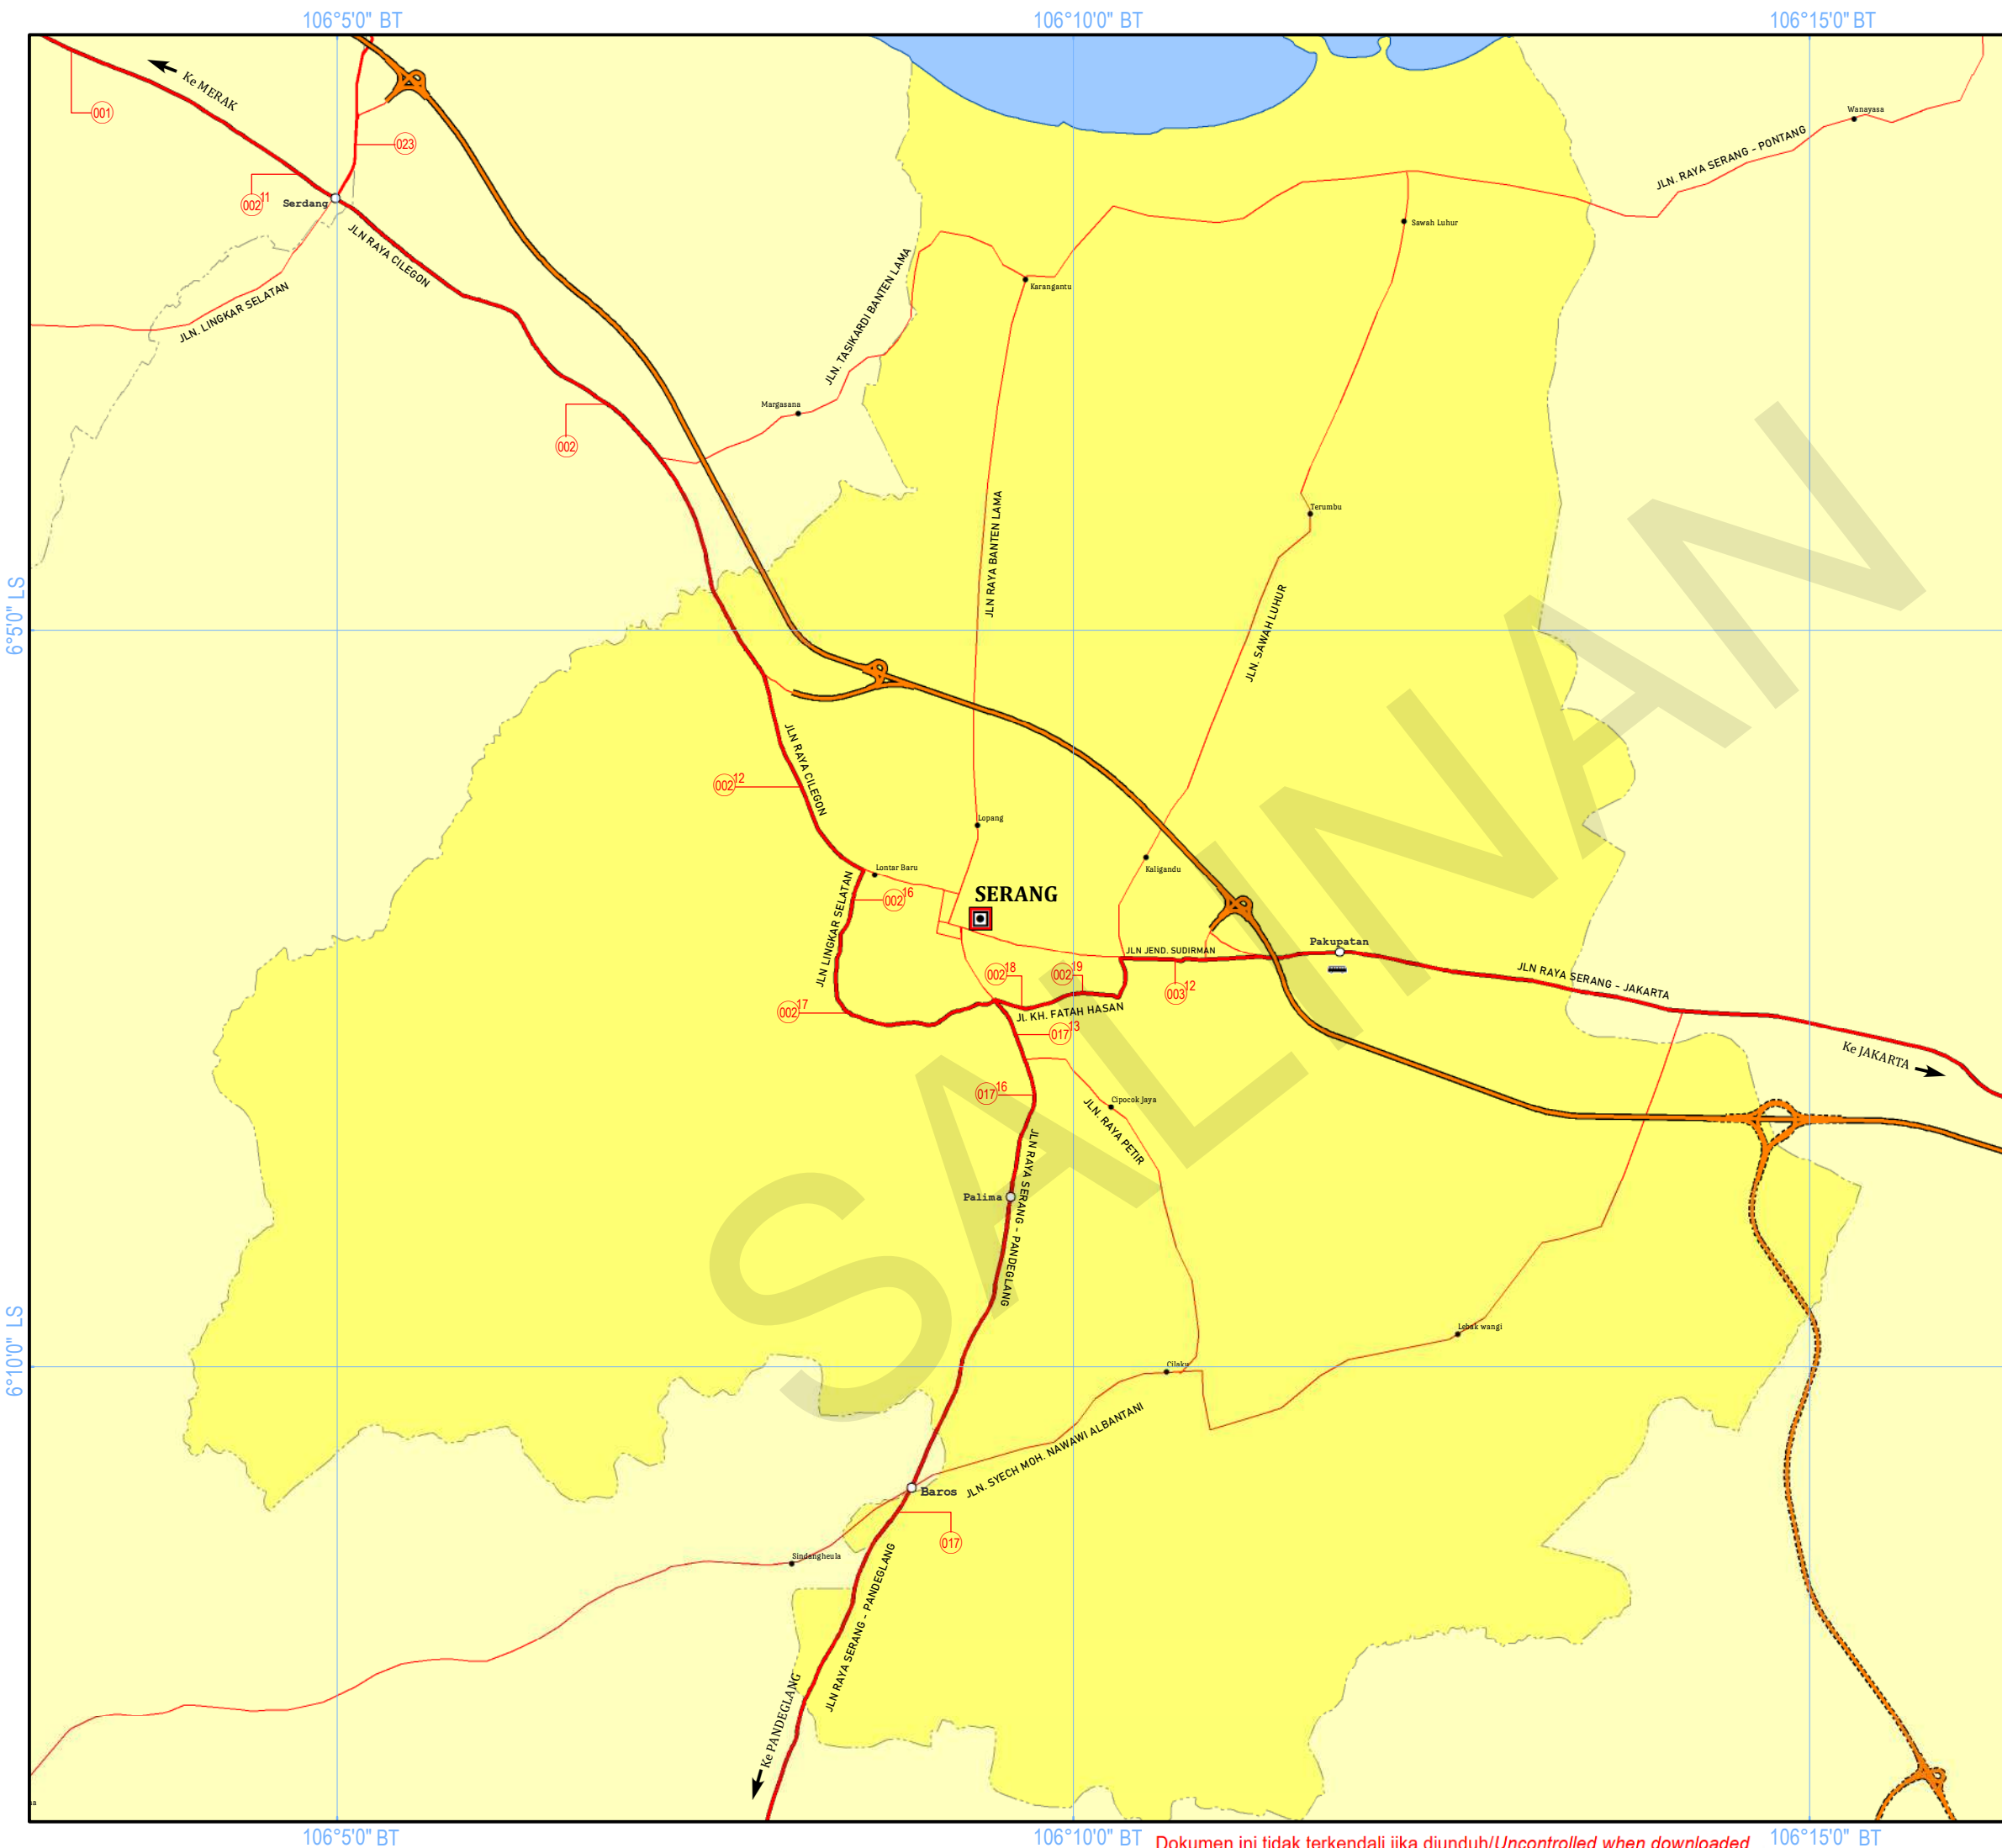 106°5'0" BT
106°10'0" BT
106°15'0" BT
Ke MERAK
001
023
Wanayasa
JLN. RAYA SERANG - PONTANG
002 11
Serdang
JLN RAYA CILEGON
Sawah Luhur
JLN. LINGKAR SELATAN
JLN. TASIKARDI BANTEN LAMA
Karangantu
Margasana
002
JLN RAYA BANTEN LAMA
Terumbu
6°5'0" LS
JLN. SAWAH LUHUR
JLN RAYA CILEGON
002 12
Lopang
Lontar Baru
Kaligandu
SERANG
002 16
JLN LINGKAR SELATAN
JLN JEND. SUDIRMAN
Pakupatan
JLN RAYA SERANG - JAKARTA
002 18
002 19
003 12
002 17
Jl. KH. FATAH HASAN
017 13
Ke JAKARTA
017 16
Cipocok Jaya
JLN. RAYA PETIR
JLN RAYA SERANG - PANDEGLANG
Palima
Lebak wangi
6°10'0" LS
Cilaku
JLN. SYECH MOH. NAWAWI ALBANTANI
Baros
017
Sindangheula
JLN RAYA SERANG - PANDEGLANG
Ke PANDEGLANG
SALINAN
106°5'0" BT
106°10'0" BT
Dokumen ini tidak terkendali jika diunduh/Uncontrolled when downloaded
106°15'0" BT